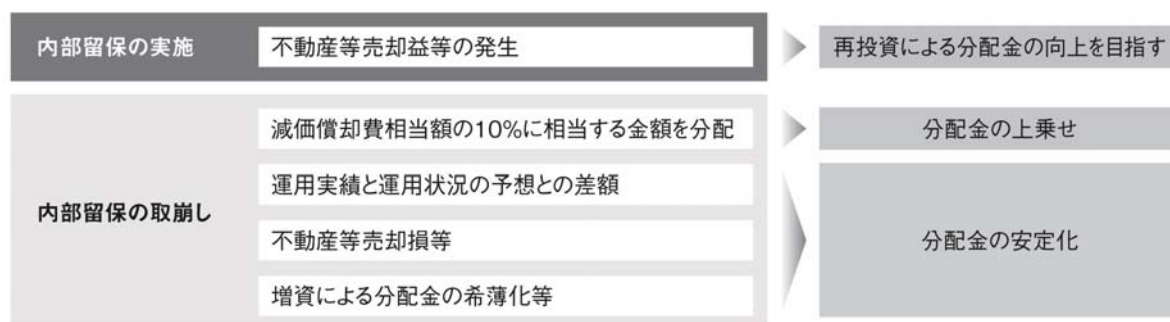 内部留保の実施
不動産等売却益等の発生
再投資による分配金の向上を目指す
内部留保の取崩し
減価償却費相当額の10%に相当する金額を分配
分配金の上乗せ
運用実績と運用状況の予想との差額
不動産等売却損等
増資による分配金の希薄化等
分配金の安定化